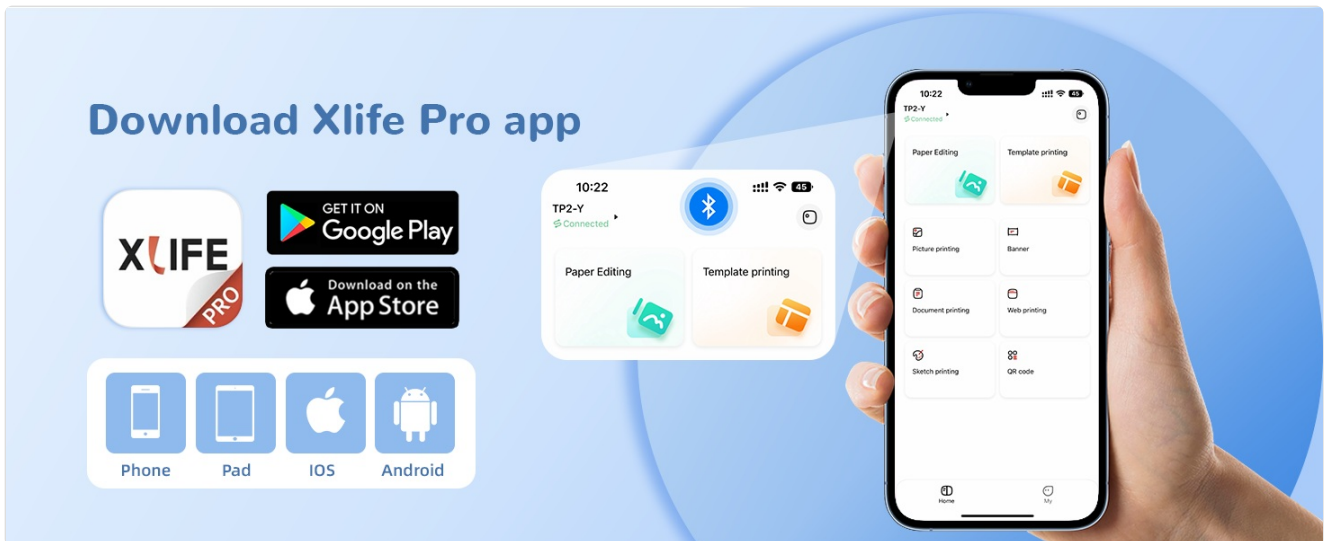 Download Xlife Pro app
XLIFE
PRO
GET IT ON
Google Play
Download on the
App Store
Phone
Pad
IOS
Android
10:22
45
TP2-Y
Connected
Paper Editing
Template printing
10:22
45
TP2-Y
Connected
Paper Editing
Template printing
Picture printing
Banner
Document printing
Web printing
Sketch printing
QR code
Home
My